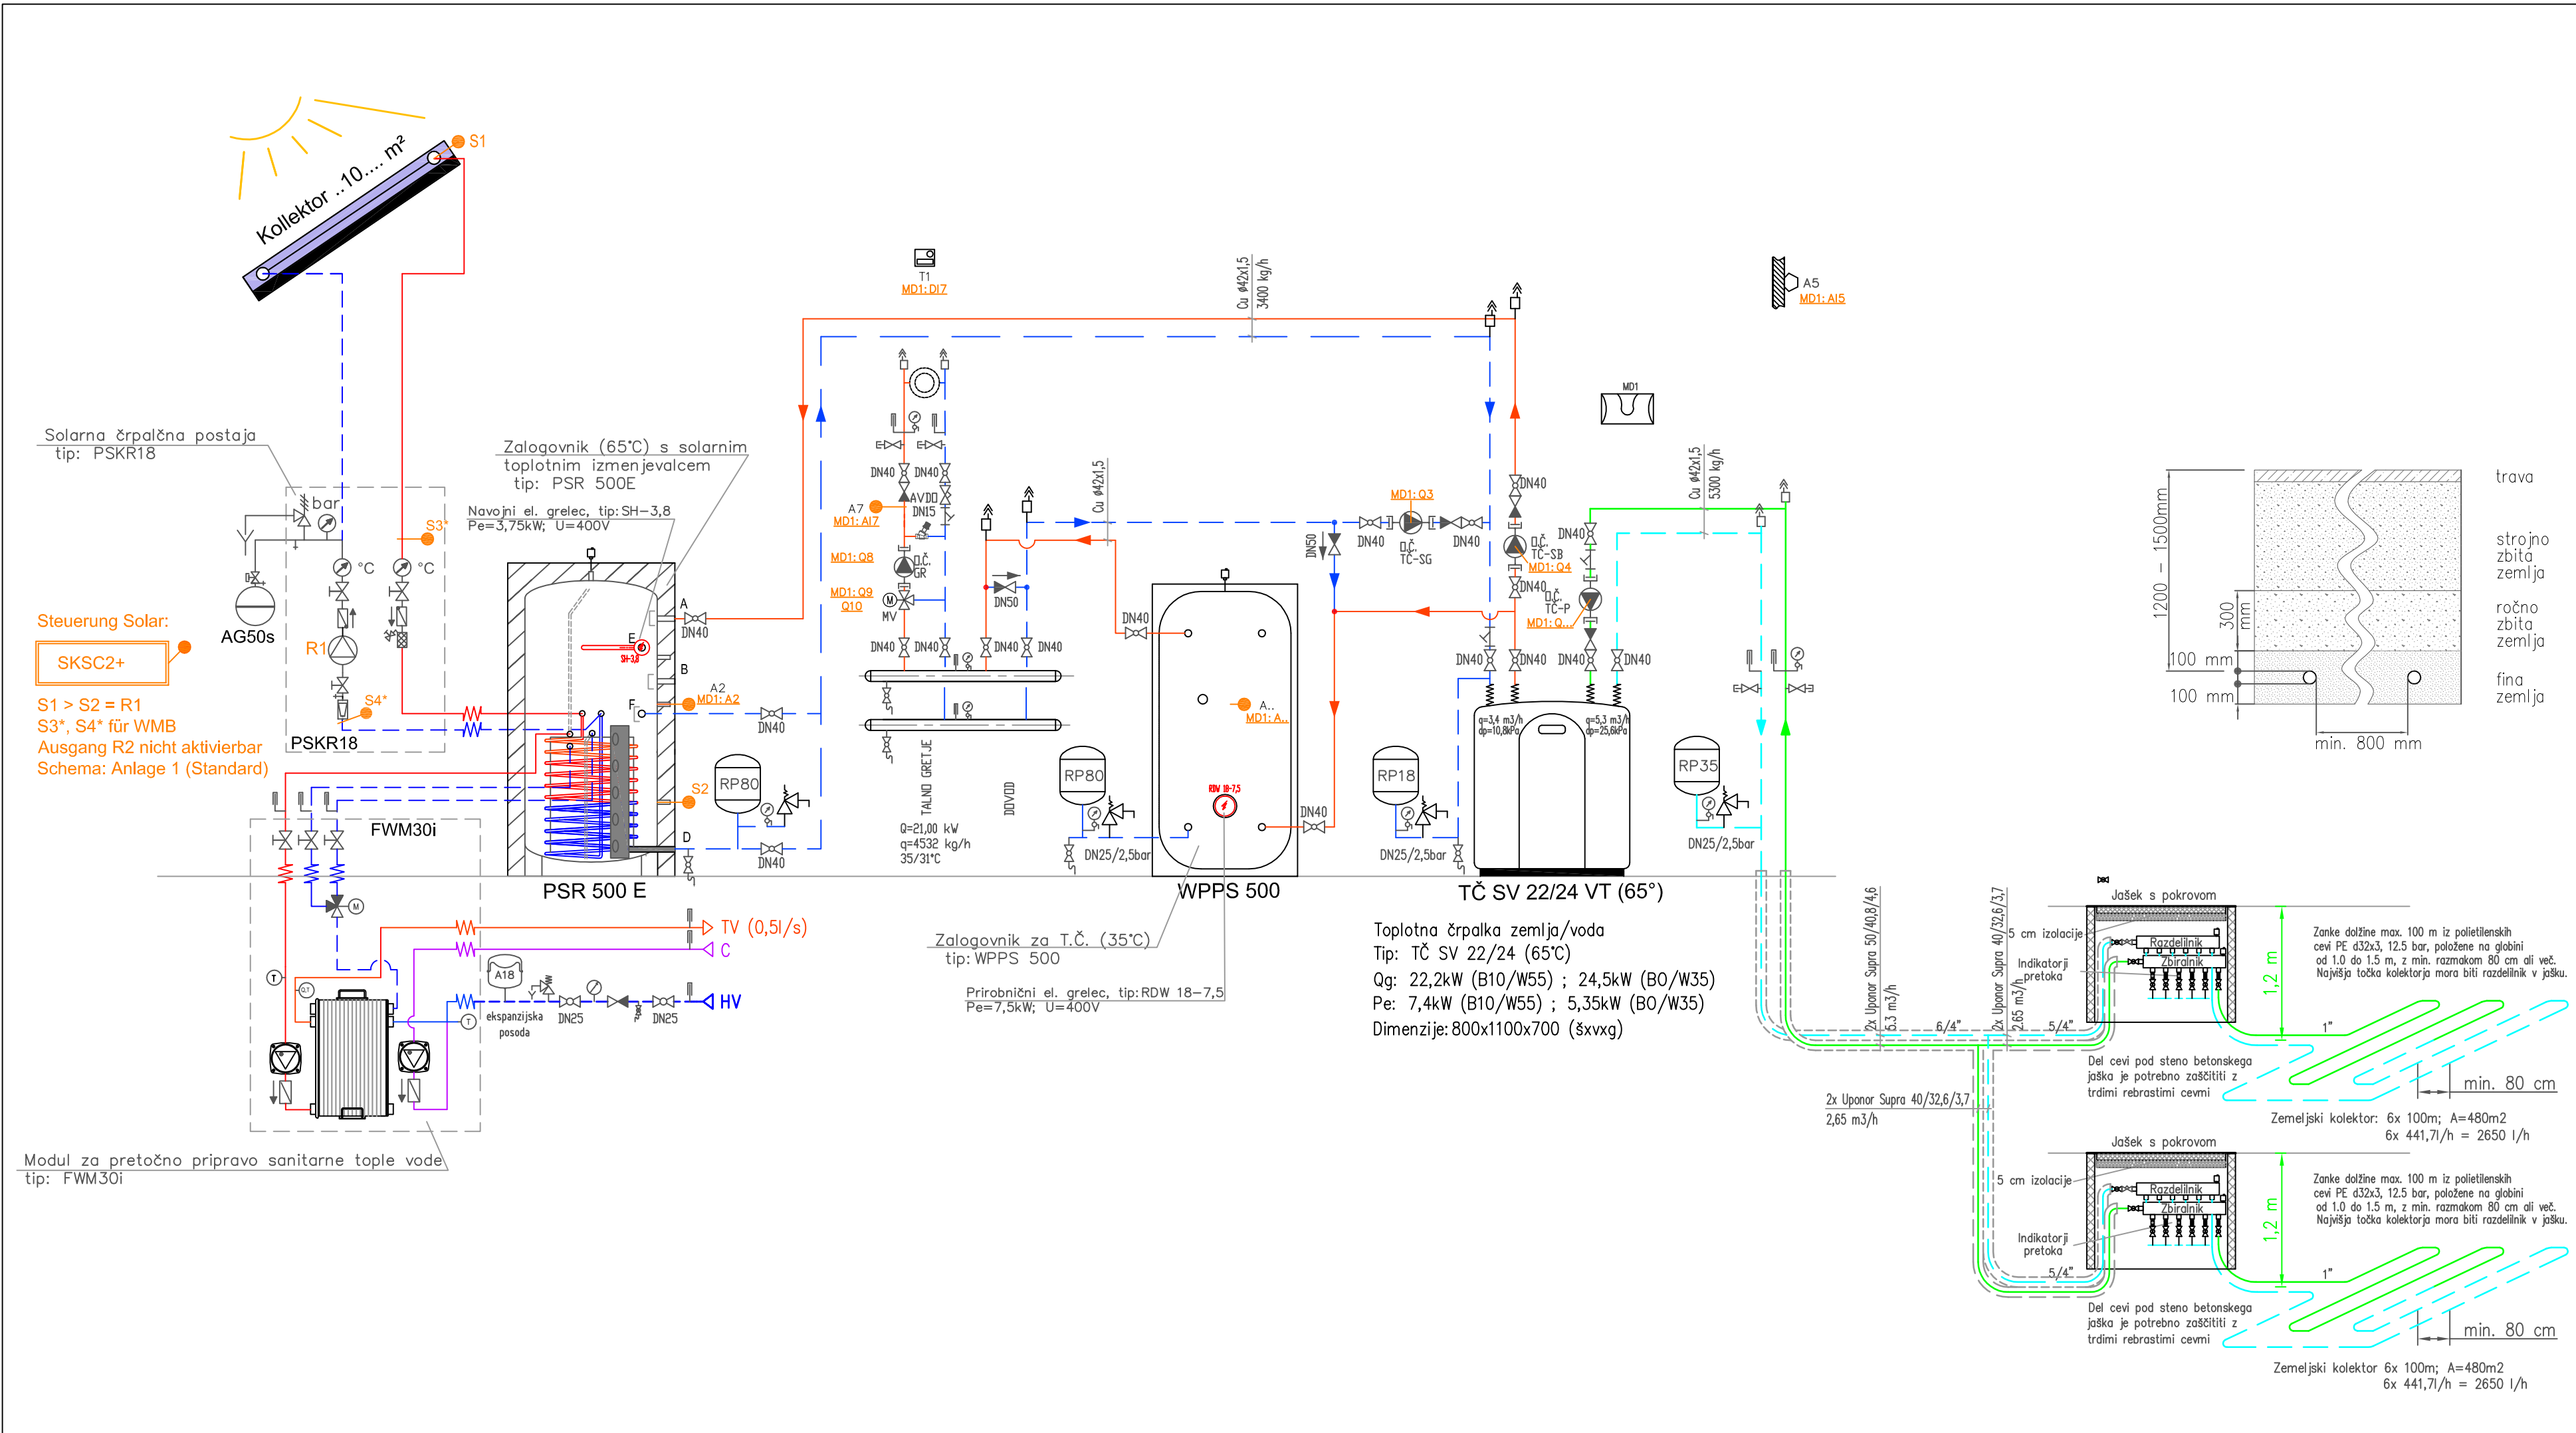 Kollektor ..10.... m²
S1
Solarna črpalčna postaja
tip: PSKR18
bar
S3*
°C
°C
AG50s
R1
S4*
PSKR18
Steuerung Solar:
SKSC2+
S1 > S2 = R1
S3*, S4* für WMB
Ausgang R2 nicht aktivierbar
Schema: Anlage 1 (Standard)
Zalogovnik (65°C) s solarnim
toplotnim izmenjevalcem
tip: PSR 500E
Navojni el. grelec, tip: SH-3,8
Pe=3,75kW; U=400V
A
DN40
E
SH-3,8
B
A2
MD1: A2
F
DN40
S2
RP80
D
DN40
PSR 500 E
FWM30i
M
TV (0,5l/s)
C
A18
HV
ekspanzijska
posoda
DN25
DN25
T
Q,T
T
Modul za pretočno pripravo sanitarne tople vode
tip: FWM30i
T1
MD1: DI7
DN40
DN40
A7
MD1: AI7
AVDO
DN15
MD1: Q8
O.Č.
GR
MD1: Q9
Q10
M
MV
DN50
DN40
DN40
DN40
DN40
TALNO GRETJE
DOVOD
Q=21,00 kW
q=4532 kg/h
35/31°C
Cu ø42x1,5
3400 kg/h
Cu ø42x1,5
DN40
RP80
DN25/2,5bar
A..
MD1: A..
RDW 18-7,5
DN40
WPPS 500
Zalogovnik za T.Č. (35°C)
tip: WPPS 500
Prirobnični el. grelec, tip: RDW 18-7,5
Pe=7,5kW; U=400V
DN50
MD1: Q3
DN40
O.Č.
TČ-SG
DN40
DN40
O.Č.
TČ-SB
MD1: Q4
DN40
O.Č.
TČ-P
MD1: Q...
DN40
DN40
DN40
DN40
DN40
RP18
DN25/2,5bar
q=3,4 m3/h
dp=10,8kPa
q=5,3 m3/h
dp=25,6kPa
RP35
DN25/2,5bar
TČ SV 22/24 VT (65°)
Toplotna črpalka zemlja/voda
Tip: TČ SV 22/24 (65°C)
Qg: 22,2kW (B10/W55) ; 24,5kW (B0/W35)
Pe: 7,4kW (B10/W55) ; 5,35kW (B0/W35)
Dimenzije: 800x1100x700 (šxvxg)
MD1
Cu ø42x1,5
5300 kg/h
A5
MD1: AI5
1200 - 1500mm
300
mm
100 mm
100 mm
min. 800 mm
trava
strojno
zbita
zemlja
ročno
zbita
zemlja
fina
zemlja
2x Uponor Supra 50/40,8/4,6
5.3 m3/h
2x Uponor Supra 40/32,6/3,7
2.65 m3/h
6/4"
5/4"
2x Uponor Supra 40/32,6/3,7
2,65 m3/h
Jašek s pokrovom
5 cm izolacije
Razdelilnik
Zbiralnik
Indikatorji
pretoka
1,2 m
Zanke dolžine max. 100 m iz polietilenskih
cevi PE d32x3, 12.5 bar, položene na globini
od 1.0 do 1.5 m, z min. razmakom 80 cm ali več.
Najvišja točka kolektorja mora biti razdelilnik v jašku.
1"
Del cevi pod steno betonskega
jaška je potrebno zaščititi z
trdimi rebrastimi cevmi
min. 80 cm
Zemeljski kolektor: 6x 100m; A=480m2
6x 441,7l/h = 2650 l/h
Jašek s pokrovom
5 cm izolacije
Razdelilnik
Zbiralnik
Indikatorji
pretoka
5/4"
1,2 m
Zanke dolžine max. 100 m iz polietilenskih
cevi PE d32x3, 12.5 bar, položene na globini
od 1.0 do 1.5 m, z min. razmakom 80 cm ali več.
Najvišja točka kolektorja mora biti razdelilnik v jašku.
1"
Del cevi pod steno betonskega
jaška je potrebno zaščititi z
trdimi rebrastimi cevmi
min. 80 cm
Zemeljski kolektor 6x 100m; A=480m2
6x 441,7l/h = 2650 l/h